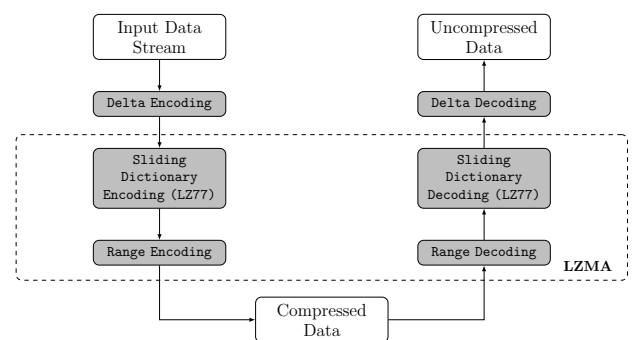 Input Data
Stream
Delta Encoding
Sliding
Dictionary
Encoding (LZ77)
Range Encoding
Uncompressed
Data
Delta Decoding
Sliding
Dictionary
Decoding (LZ77)
Range Decoding
LZMA
Compressed
Data